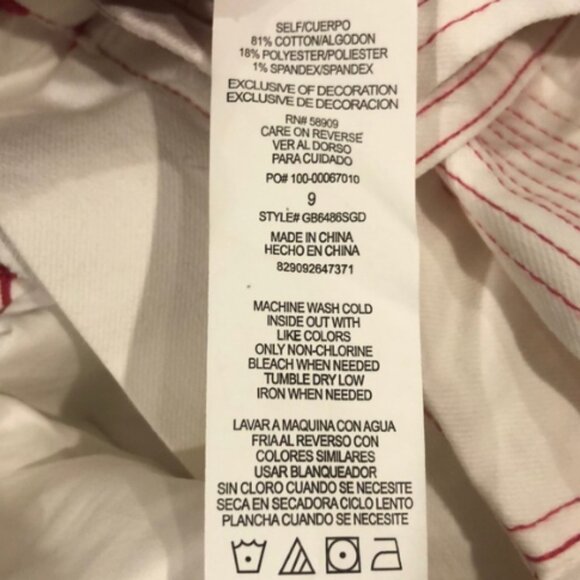 SELF/CUERPO
81% COTTON/ALGODON
18% POLYESTER/POLIESTER
1% SPANDEX/SPANDEX
EXCLUSIVE OF DECORATION
EXCLUSIVE DE DECORACION
RN# 58909
CARE ON REVERSE
VER AL DORSO
PARA CUIDADO
PO# 100-00067010
9
STYLE# GB6486SGD
MADE IN CHINA
HECHO EN CHINA
829092647371
MACHINE WASH COLD
INSIDE OUT WITH
LIKE COLORS
ONLY NON-CHLORINE
BLEACH WHEN NEEDED
TUMBLE DRY LOW
IRON WHEN NEEDED
LAVAR A MAQUINA CON AGUA
FRIA AL REVERSO CON
COLORES SIMILARES
USAR BLANQUEADOR
SIN CLORO CUANDO SE NECESITE
SECA EN SECADORA CICLO LENTO
PLANCHA CUANDO SE NECESITE